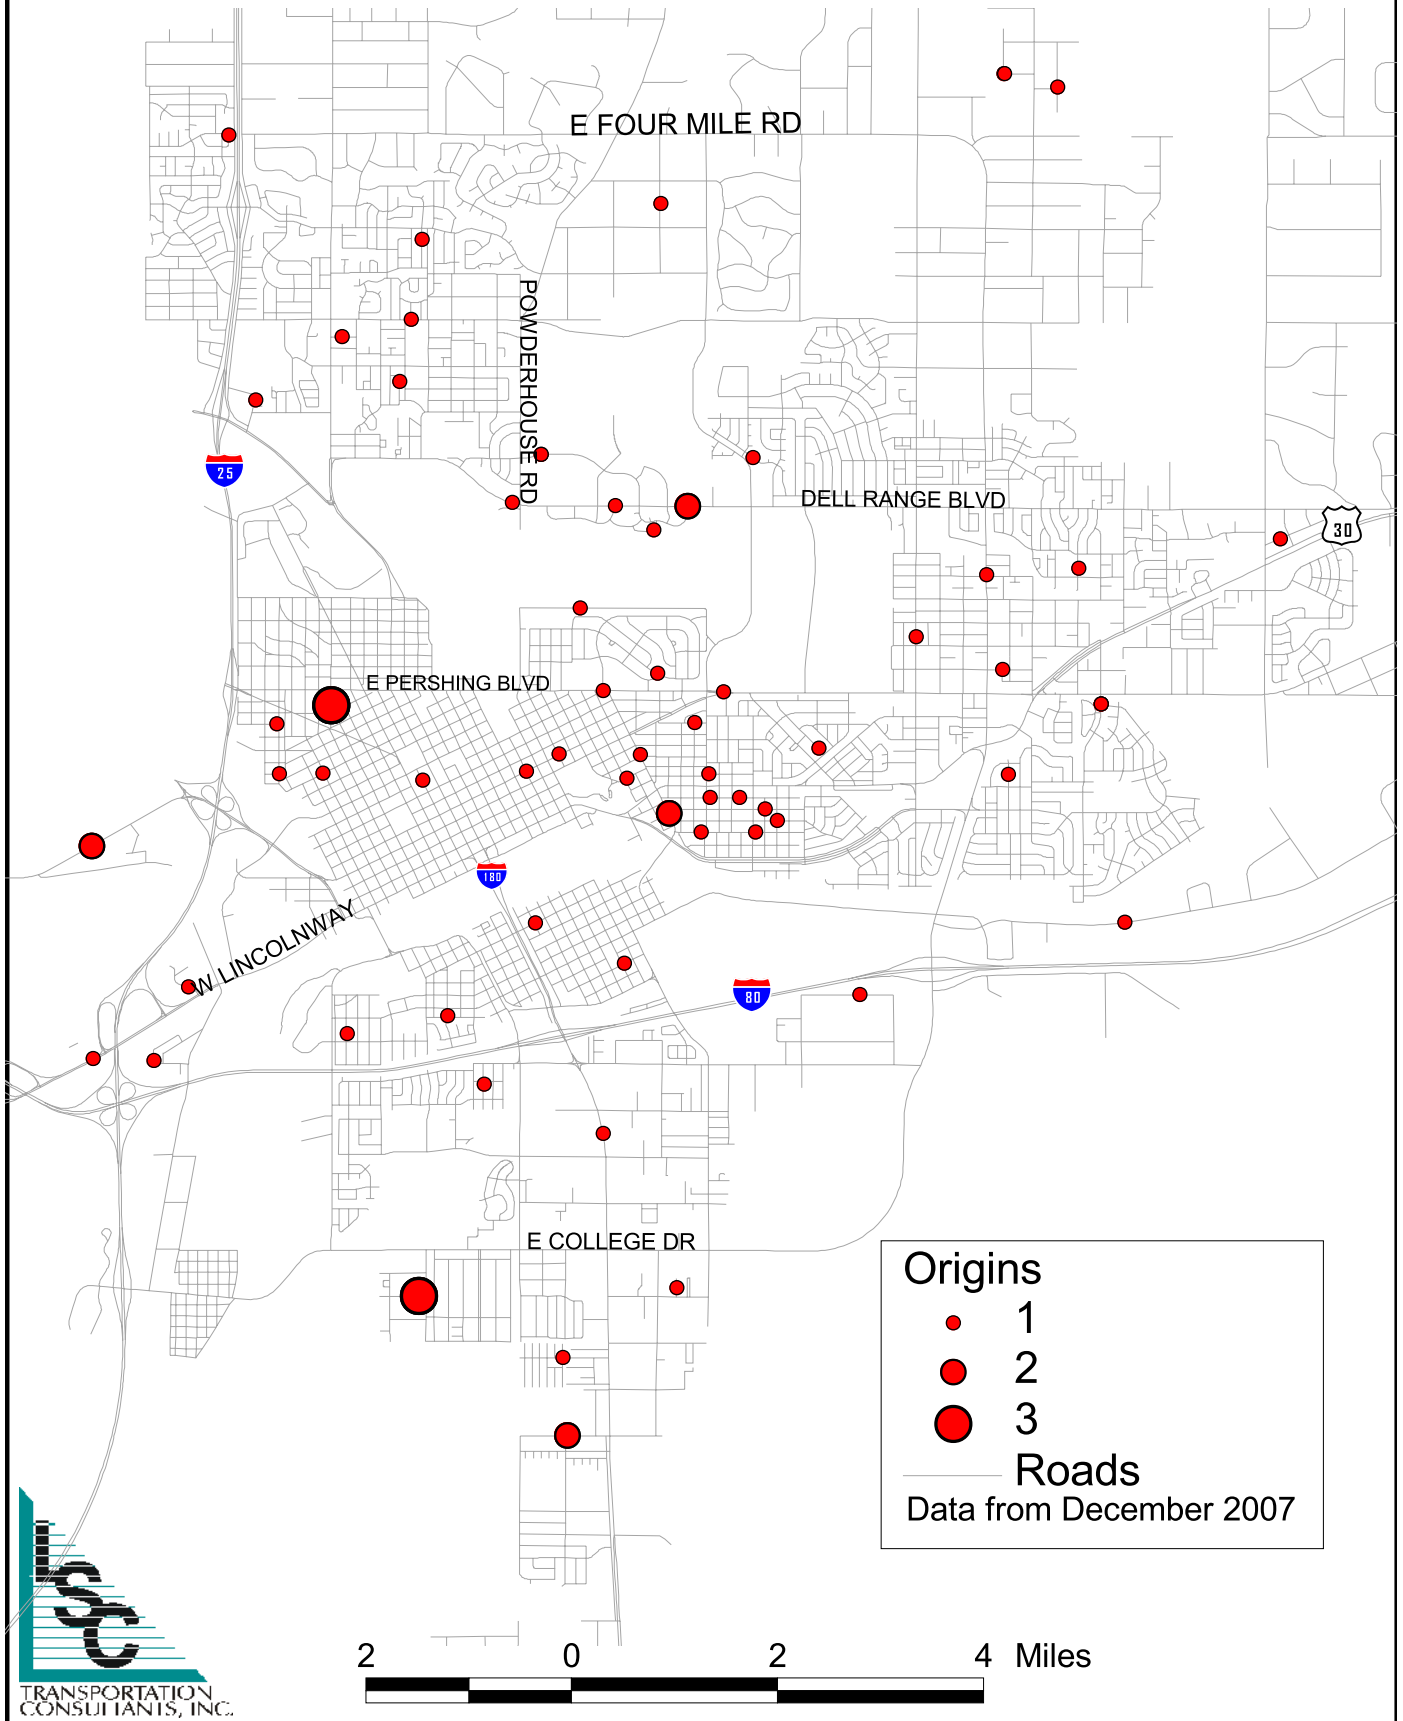 E FOUR MILE RD
POWDERHOUSE RD
25
DELL RANGE BLVD
30
E PERSHING BLVD
180
W LINCOLNWAY
80
E COLLEGE DR
Origins
1
2
3
Roads
Data from December 2007
LSC
TRANSPORTATION
CONSULTANTS, INC.
2 0 2 4 Miles